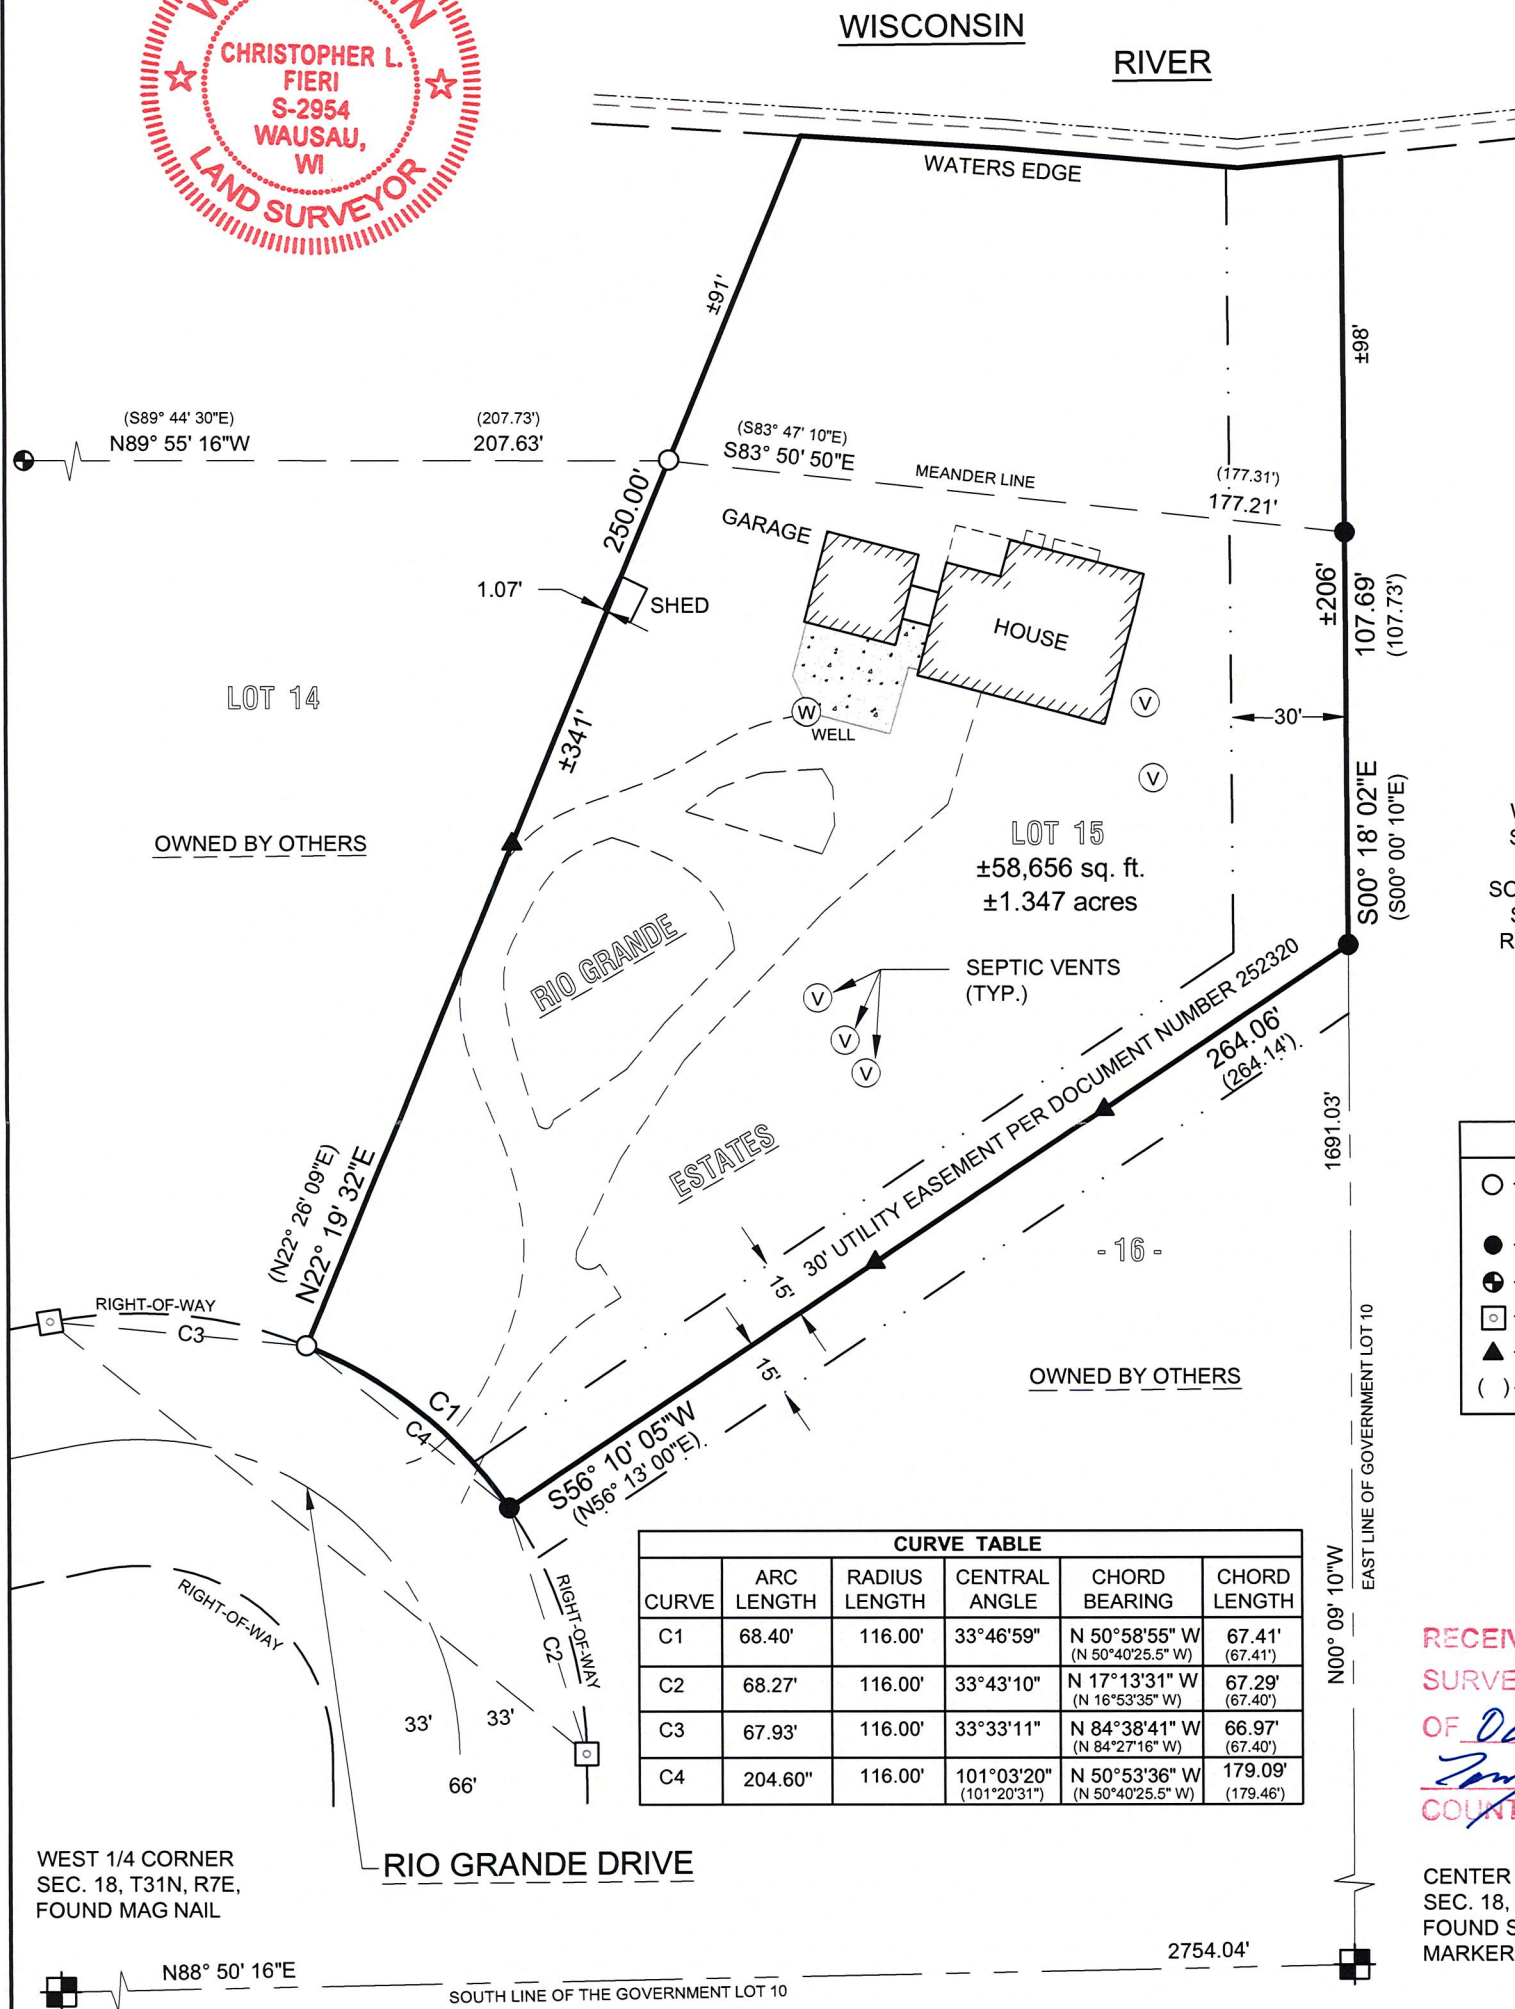 WISCONSIN
RIVER
CHRISTOPHER L.
FIERI
S-2954
WAUSAU,
WI
LAND SURVEYOR
WATERS EDGE
±91'
±98'
(S89° 44' 30"E)
N89° 55' 16"W
(207.73')
207.63'
(S83° 47' 10"E)
S83° 50' 50"E
MEANDER LINE
(177.31')
177.21'
250.00'
GARAGE
1.07'
SHED
HOUSE
±206'
107.69'
(107.73')
LOT 14
W
WELL
V
30'
±341'
V
S00° 18' 02"E
(S00° 00' 10"E)
OWNED BY OTHERS
LOT 15
±58,656 sq. ft.
±1.347 acres
RIO GRANDE
SEPTIC VENTS
(TYP.)
V
V
V
30' UTILITY EASEMENT PER DOCUMENT NUMBER 252320
264.06'
(264.14')
1691.03'
ESTATES
(N22° 26' 09"E)
N22° 19' 32"E
- 16 -
15'
15'
RIGHT-OF-WAY
C3
C1
C4
OWNED BY OTHERS
EAST LINE OF GOVERNMENT LOT 10
( )
S56° 10' 05"W
(N56° 13' 00"E)
RIGHT-OF-WAY
RIGHT-OF-WAY
C2
CURVE TABLE
CURVE ARC LENGTH RADIUS LENGTH CENTRAL ANGLE CHORD BEARING CHORD LENGTH
C1 68.40' 116.00' 33°46'59" N 50°58'55" W 67.41'
(N 50°40'25.5" W) (67.41')
C2 68.27' 116.00' 33°43'10" N 17°13'31" W 67.29'
(N 16°53'35" W) (67.40')
C3 67.93' 116.00' 33°33'11" N 84°38'41" W 66.97'
(N 84°27'16" W) (67.40')
C4 204.60" 116.00' 101°03'20" N 50°53'36" W 179.09'
(101°20'31") (N 50°40'25.5" W) (179.46')
N00° 09' 10"W
33'
33'
66'
RECEIV
SURVE
OF
COUNT
WEST 1/4 CORNER
SEC. 18, T31N, R7E,
FOUND MAG NAIL
RIO GRANDE DRIVE
CENTER
SEC. 18,
FOUND S
MARKER
N88° 50' 16"E
2754.04'
SOUTH LINE OF THE GOVERNMENT LOT 10